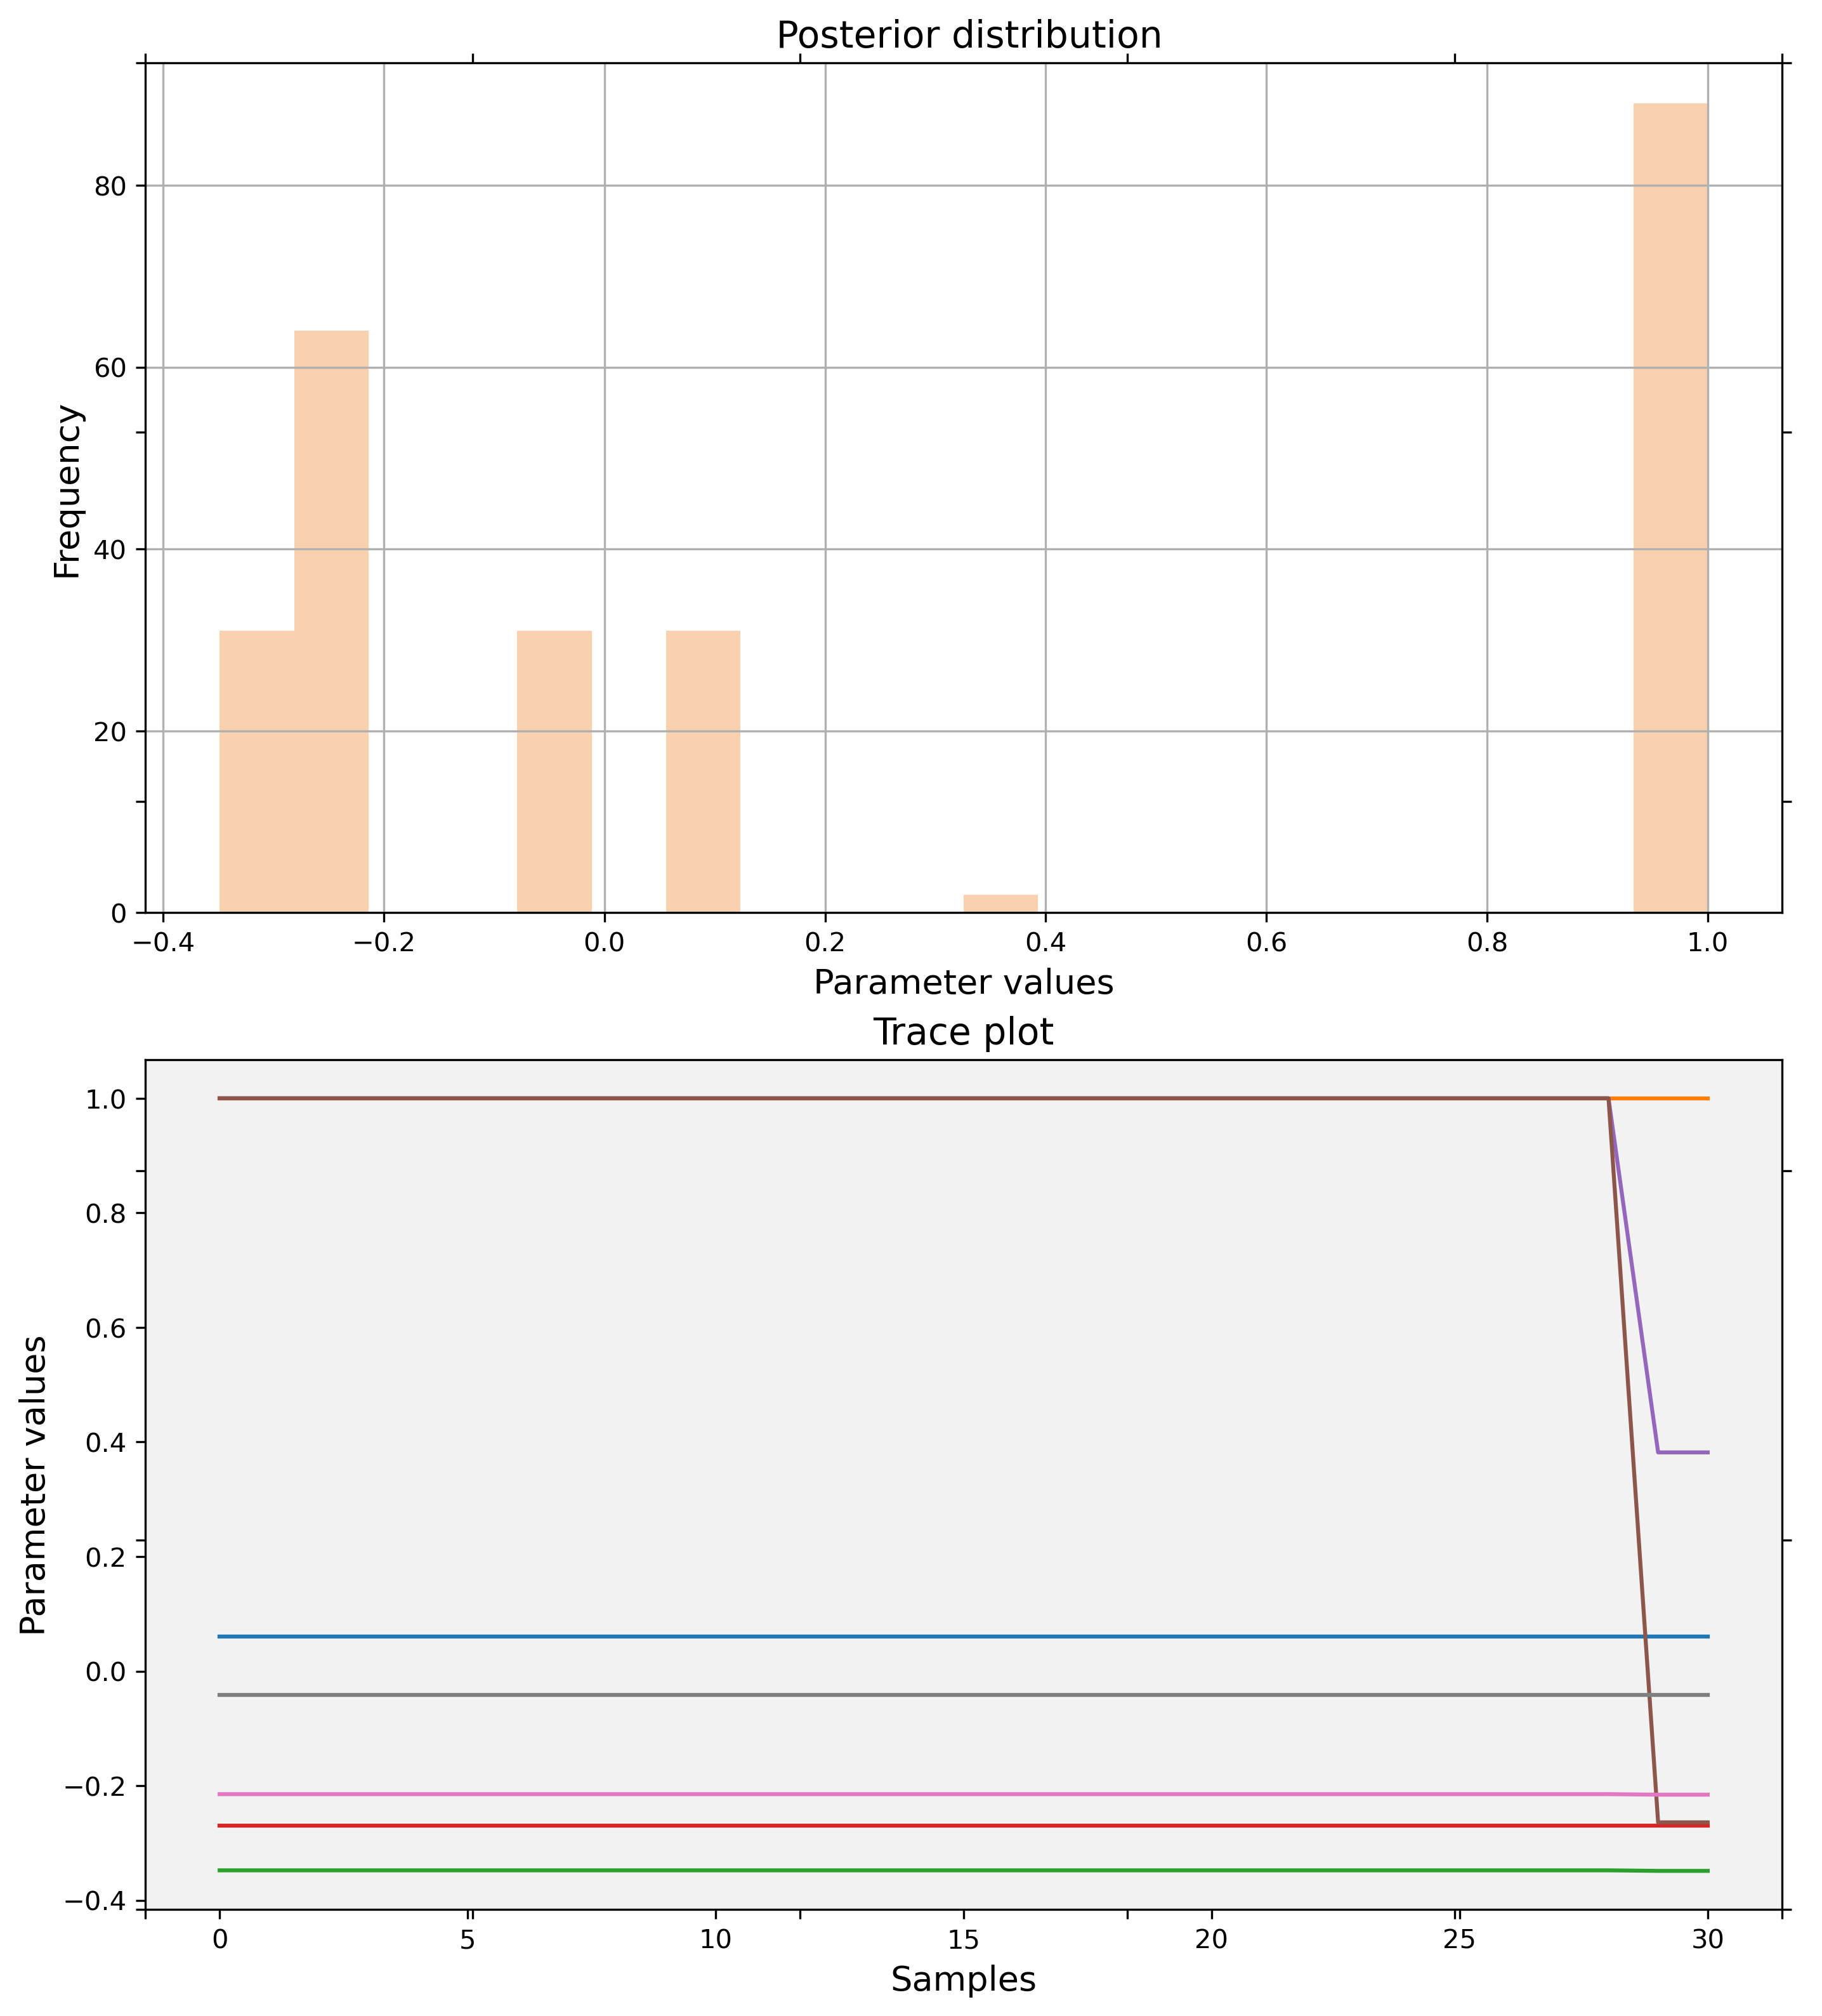 Posterior distribution
Frequency
80
60
40
20
0
−0.4 −0.2 0.0 0.2 0.4 0.6 0.8 1.0
Parameter values
Trace plot
Parameter values
1.0
0.8
0.6
0.4
0.2
0.0
−0.2
−0.4
0 5 10 15 20 25 30
Samples